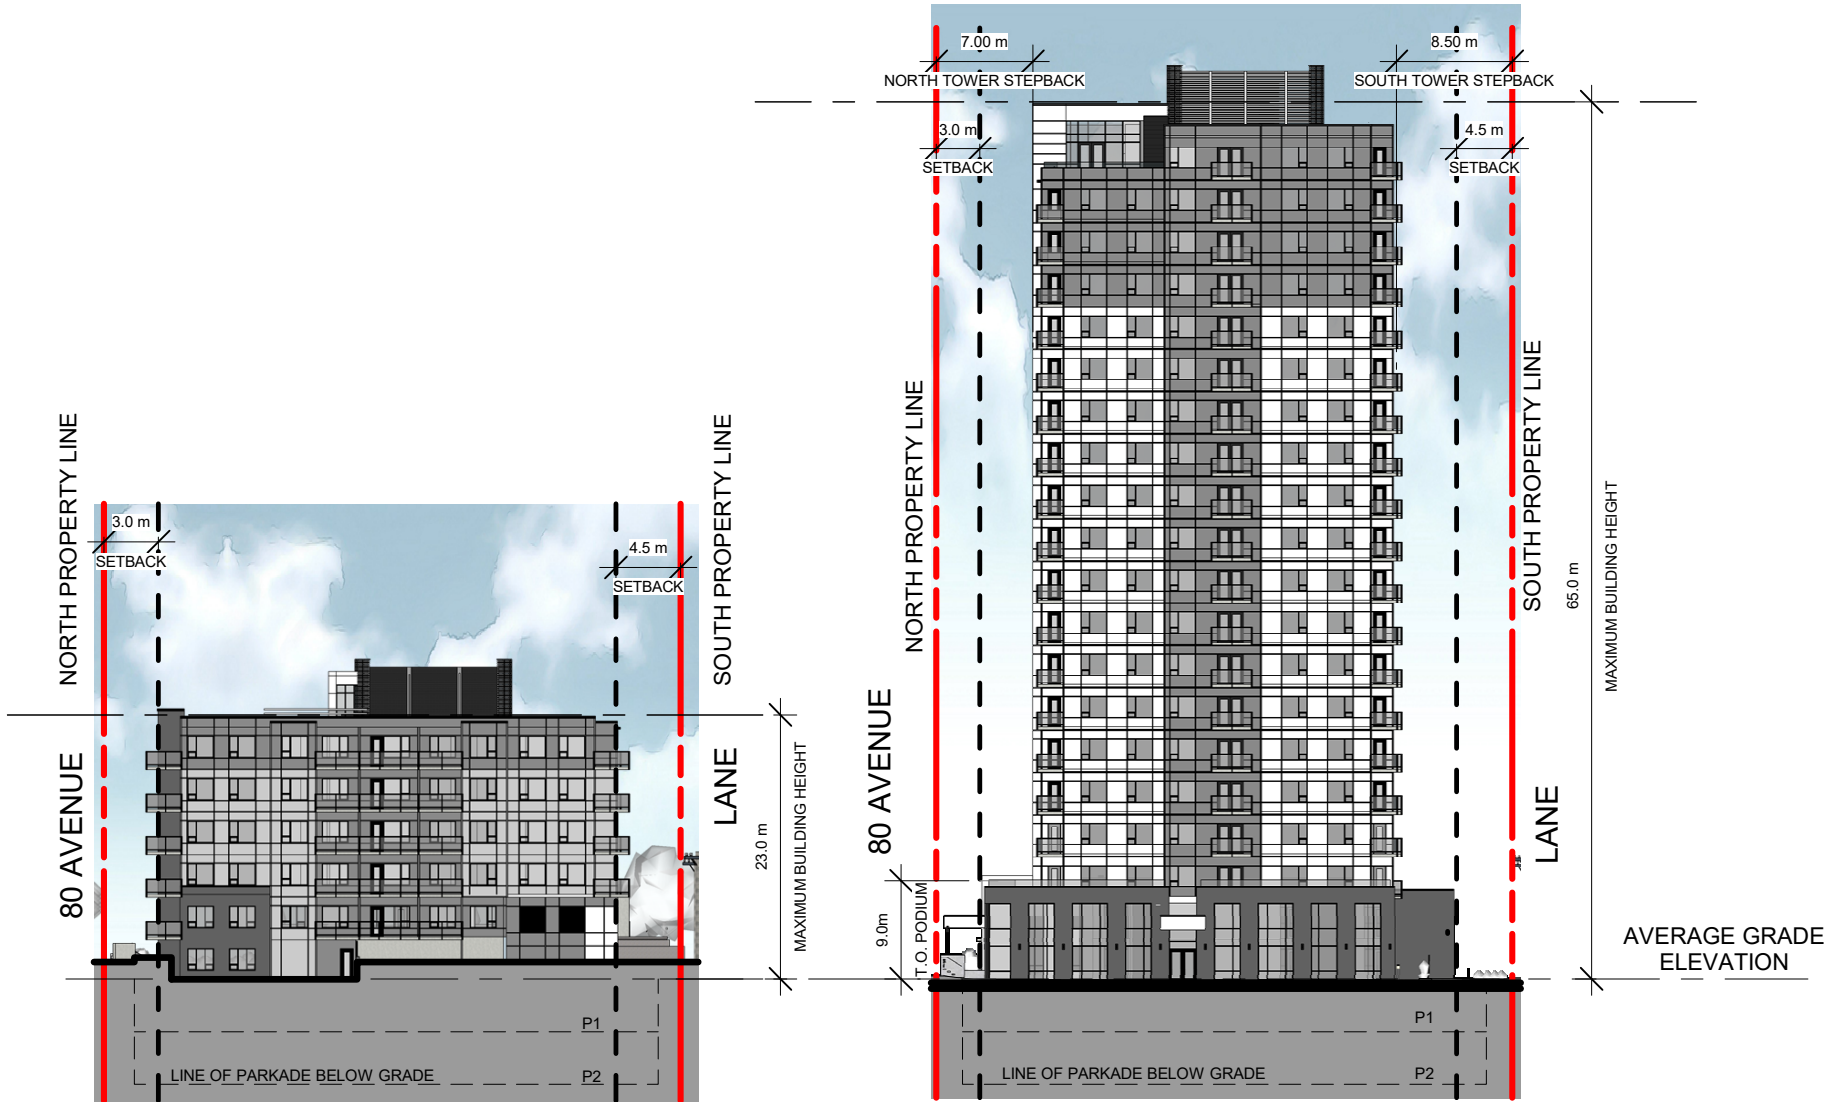 NORTH PROPERTY LINE
3.0 m
SETBACK
4.5 m
SETBACK
SOUTH PROPERTY LINE
80 AVENUE
LANE
23.0 m
MAXIMUM BUILDING HEIGHT
P1
LINE OF PARKADE BELOW GRADE
P2
7.00 m
NORTH TOWER STEPBACK
8.50 m
SOUTH TOWER STEPBACK
3.0 m
SETBACK
4.5 m
SETBACK
NORTH PROPERTY LINE
SOUTH PROPERTY LINE
65.0 m
MAXIMUM BUILDING HEIGHT
80 AVENUE
LANE
9.0m
T.O. PODIUM
AVERAGE GRADE
ELEVATION
P1
LINE OF PARKADE BELOW GRADE
P2